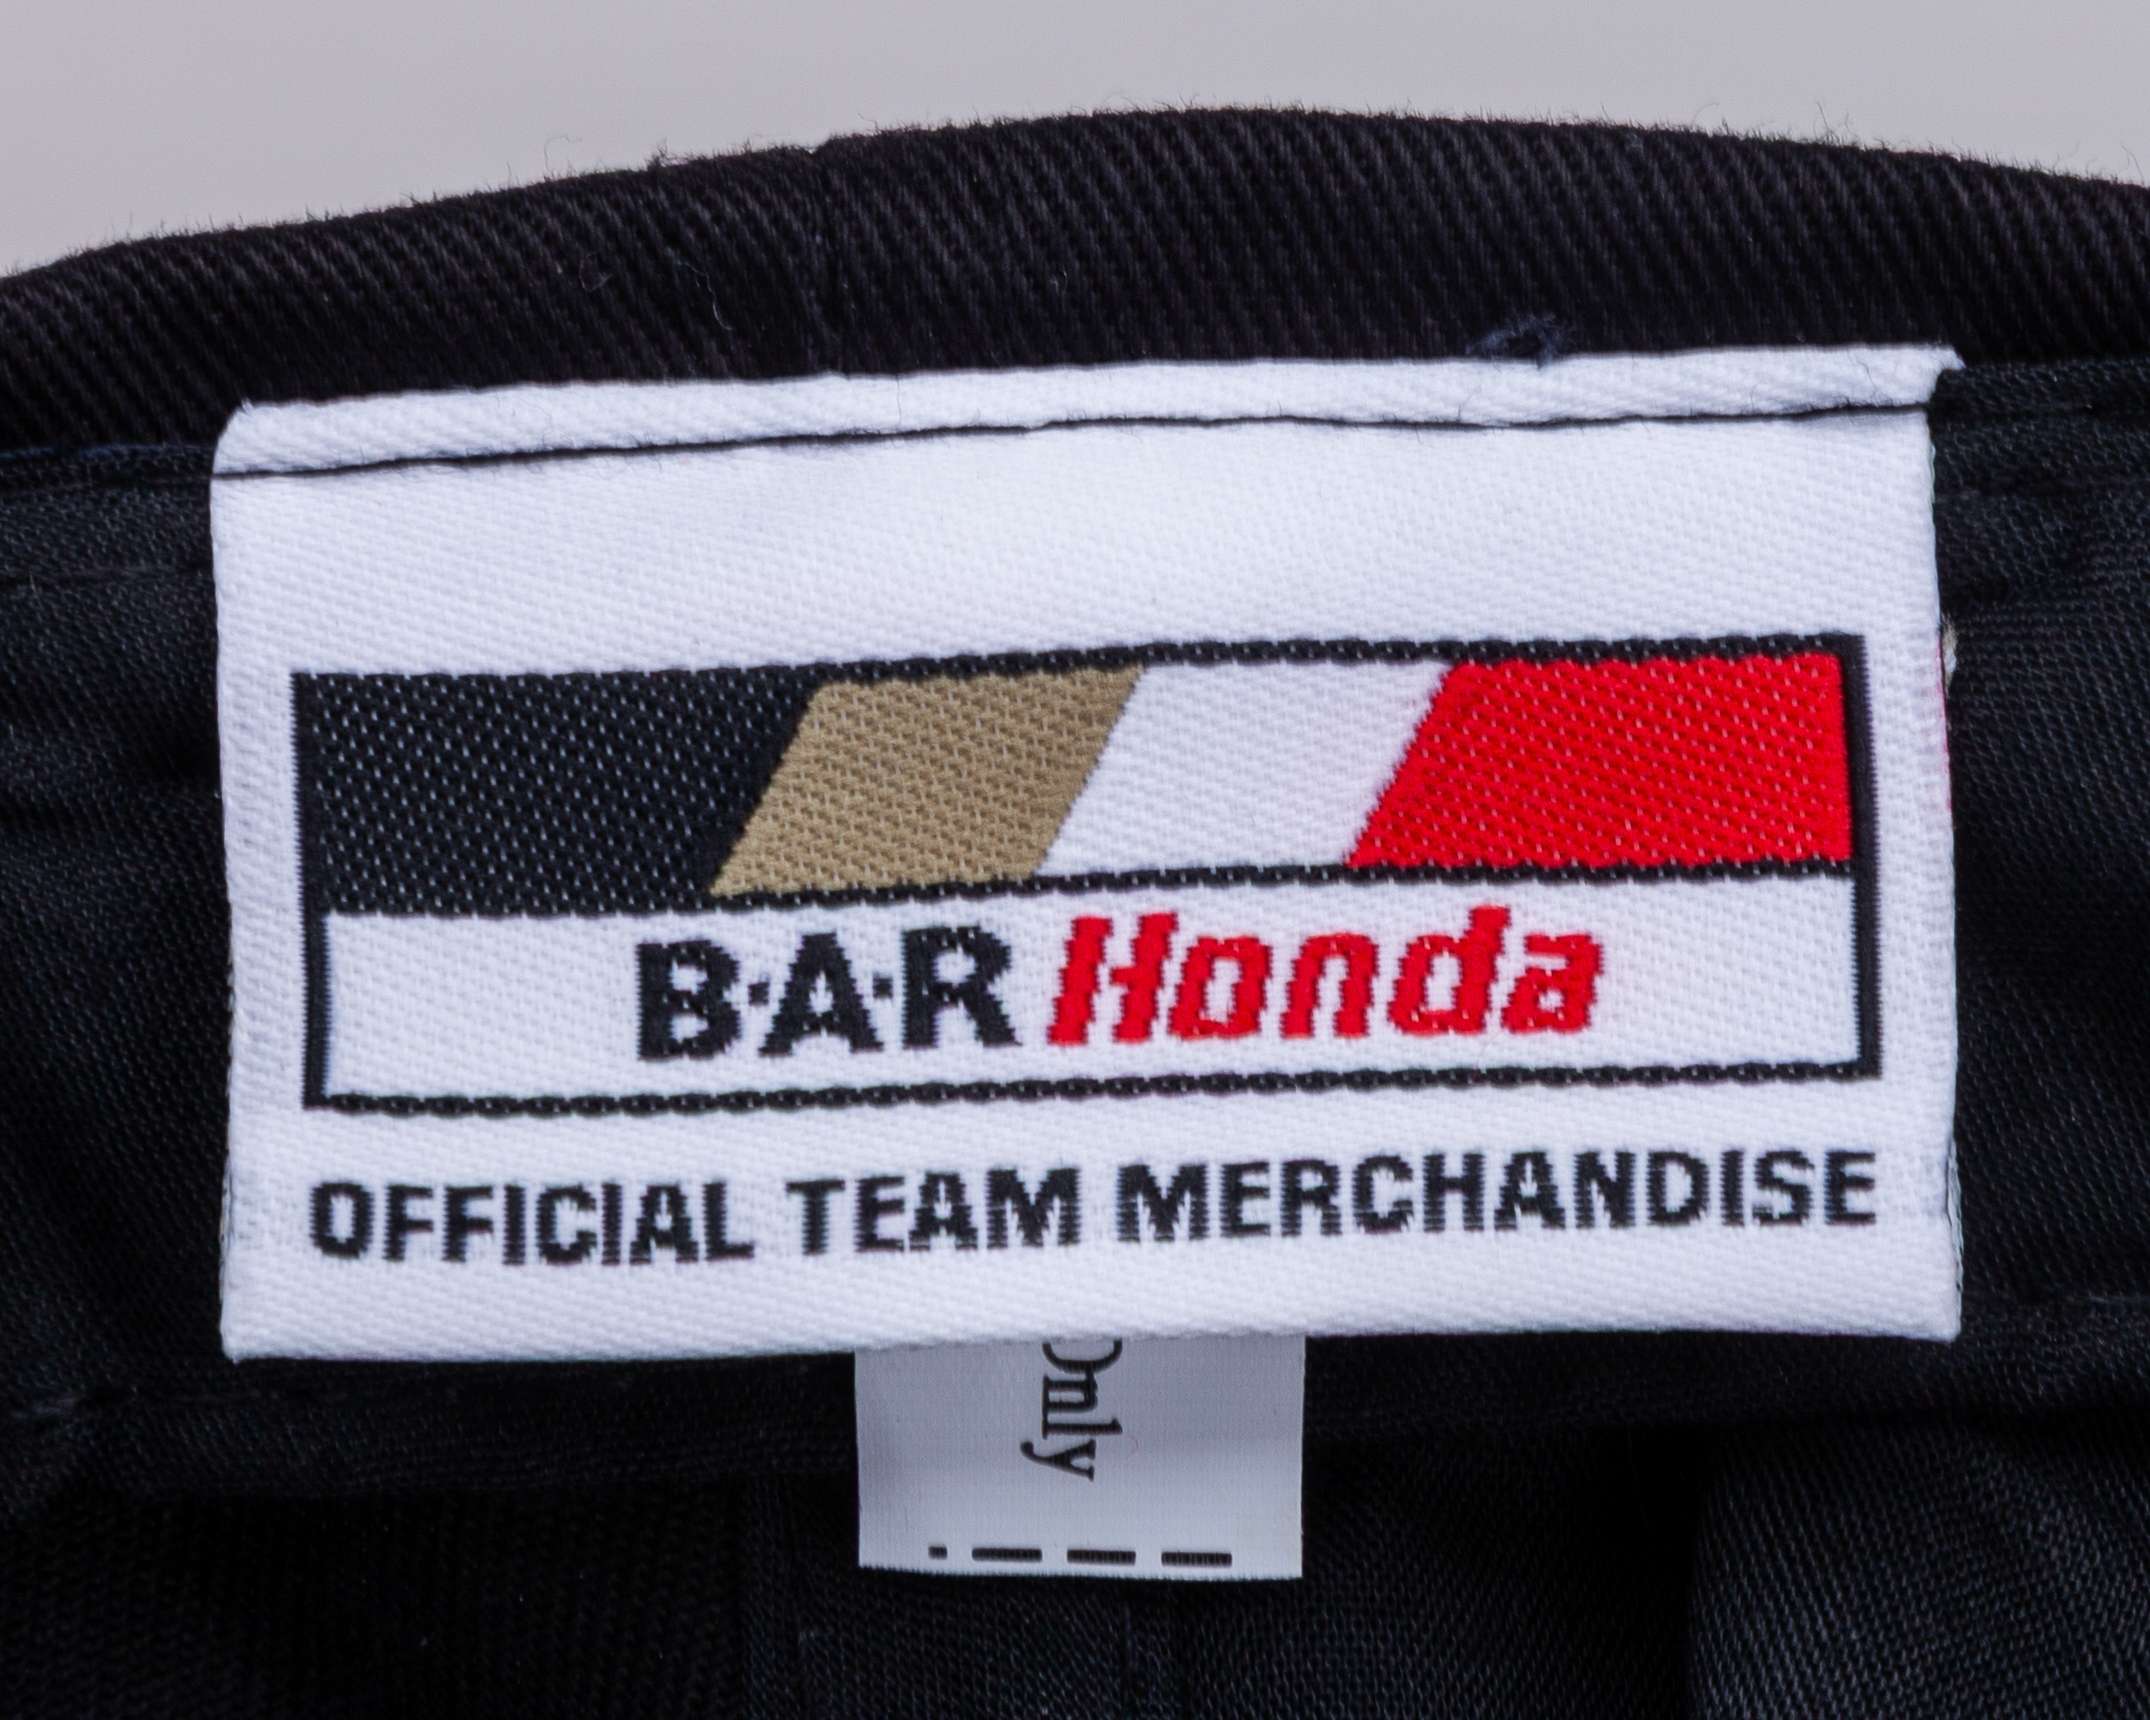 B·A·R Honda
OFFICIAL TEAM MERCHANDISE
Only